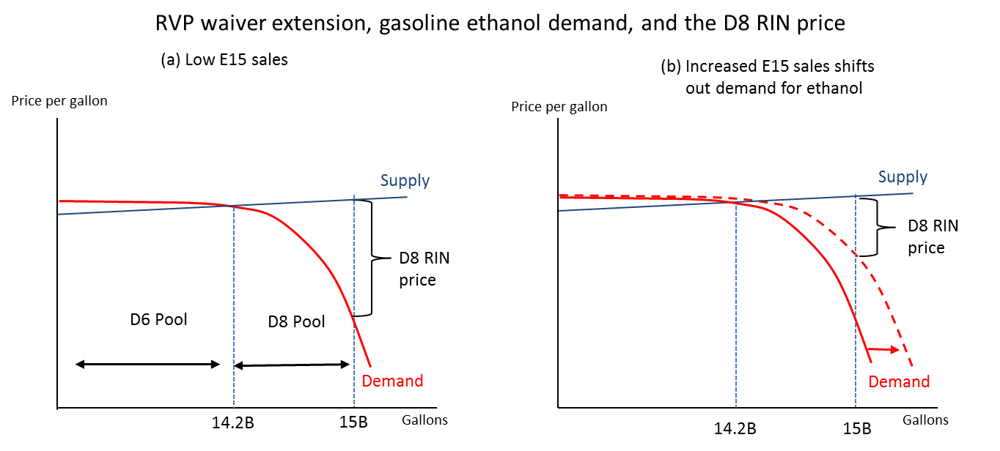 RVP waiver extension, gasoline ethanol demand, and the D8 RIN price
(a) Low E15 sales
Price per gallon
Supply
D8 RIN
price
D6 Pool
D8 Pool
Demand
14.2B
15B
Gallons
(b) Increased E15 sales shifts
out demand for ethanol
Price per gallon
Supply
D8 RIN
price
Demand
14.2B
15B
Gallons